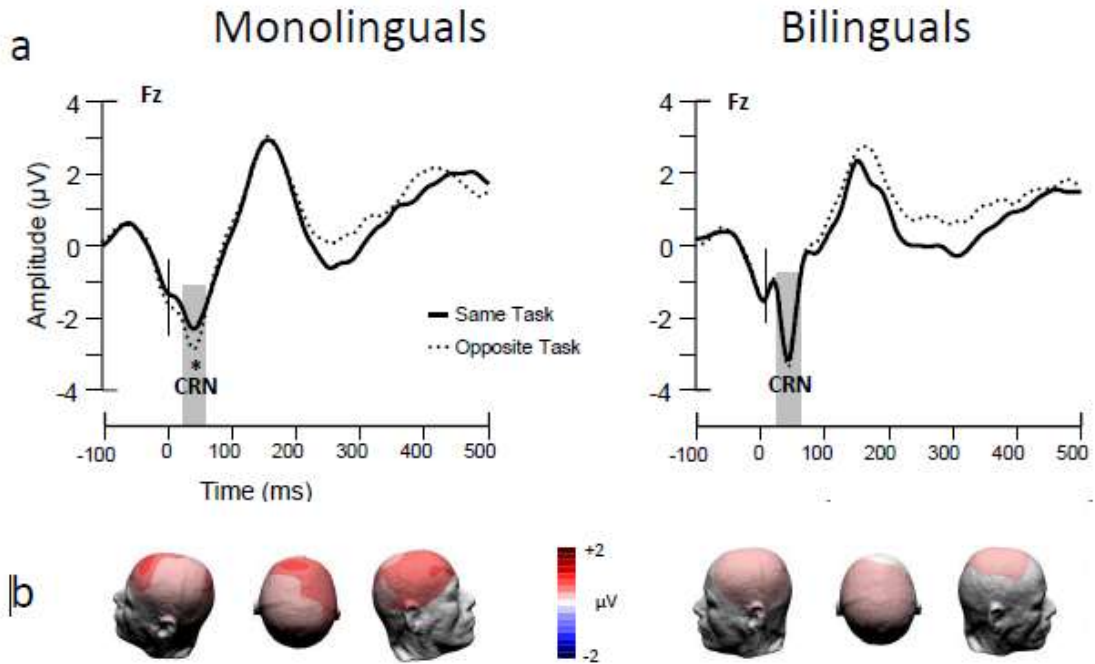 Monolinguals
Bilinguals
a
Fz
Fz
4
2
0
-2
-4
Amplitude (μV)
4
2
0
-2
-4
Same Task
Opposite Task
*
CRN
CRN
-100 0 100 200 300 400 500
-100 0 100 200 300 400 500
Time (ms)
b
+2
μV
-2